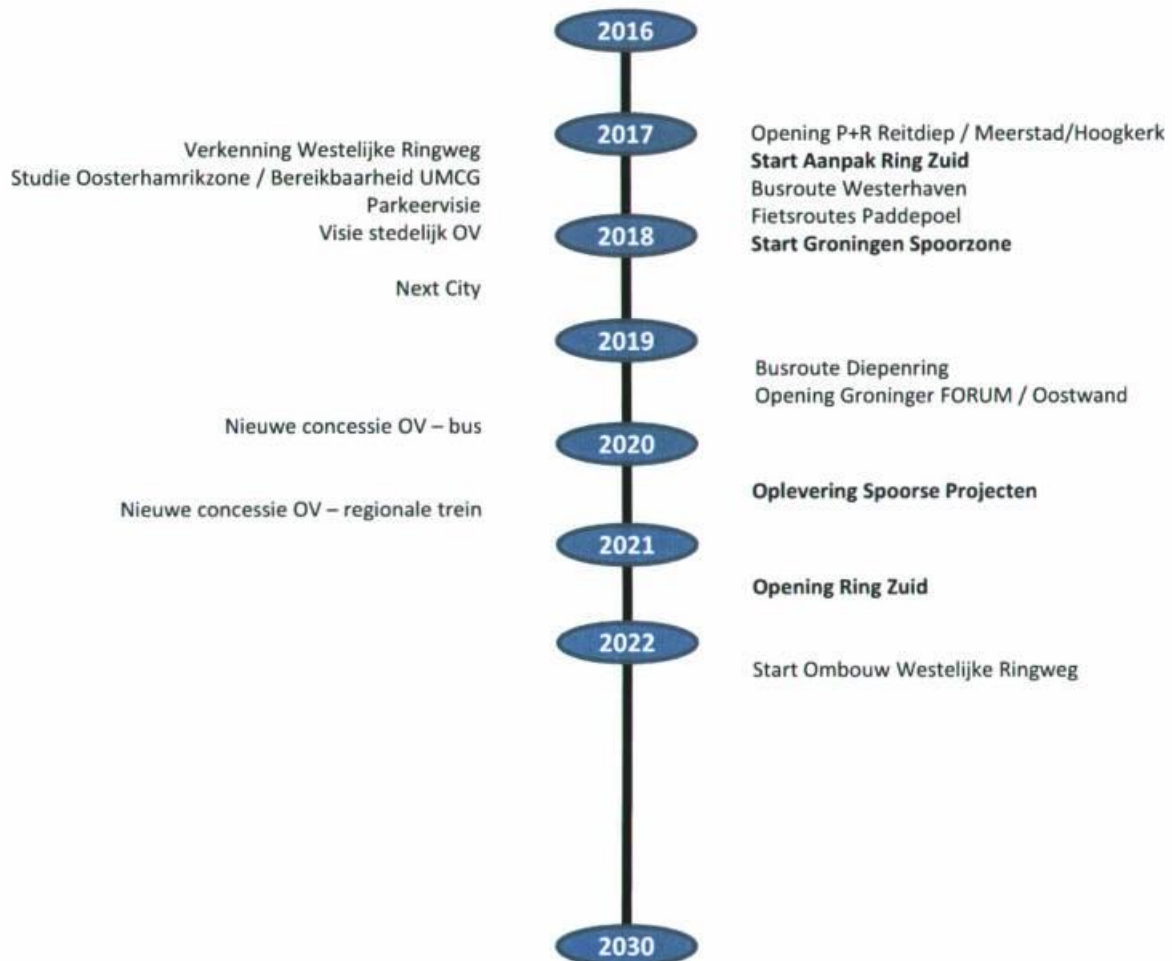 2016
2017
Verkenning Westelijke Ringweg
Studie Oosterhamrikzone / Bereikbaarheid UMCG
Parkeervisie
Visie stedelijk OV
Next City
Opening P+R Reitdiep / Meerstad/Hoogkerk
Start Aanpak Ring Zuid
Busroute Westerhaven
Fietsroutes Paddepoel
Start Groningen Spoorzone
2018
2019
Busroute Diepenring
Opening Groninger FORUM / Oostwand
Nieuwe concessie OV – bus
2020
Oplevering Spoorse Projecten
Nieuwe concessie OV – regionale trein
2021
Opening Ring Zuid
2022
Start Ombouw Westelijke Ringweg
2030